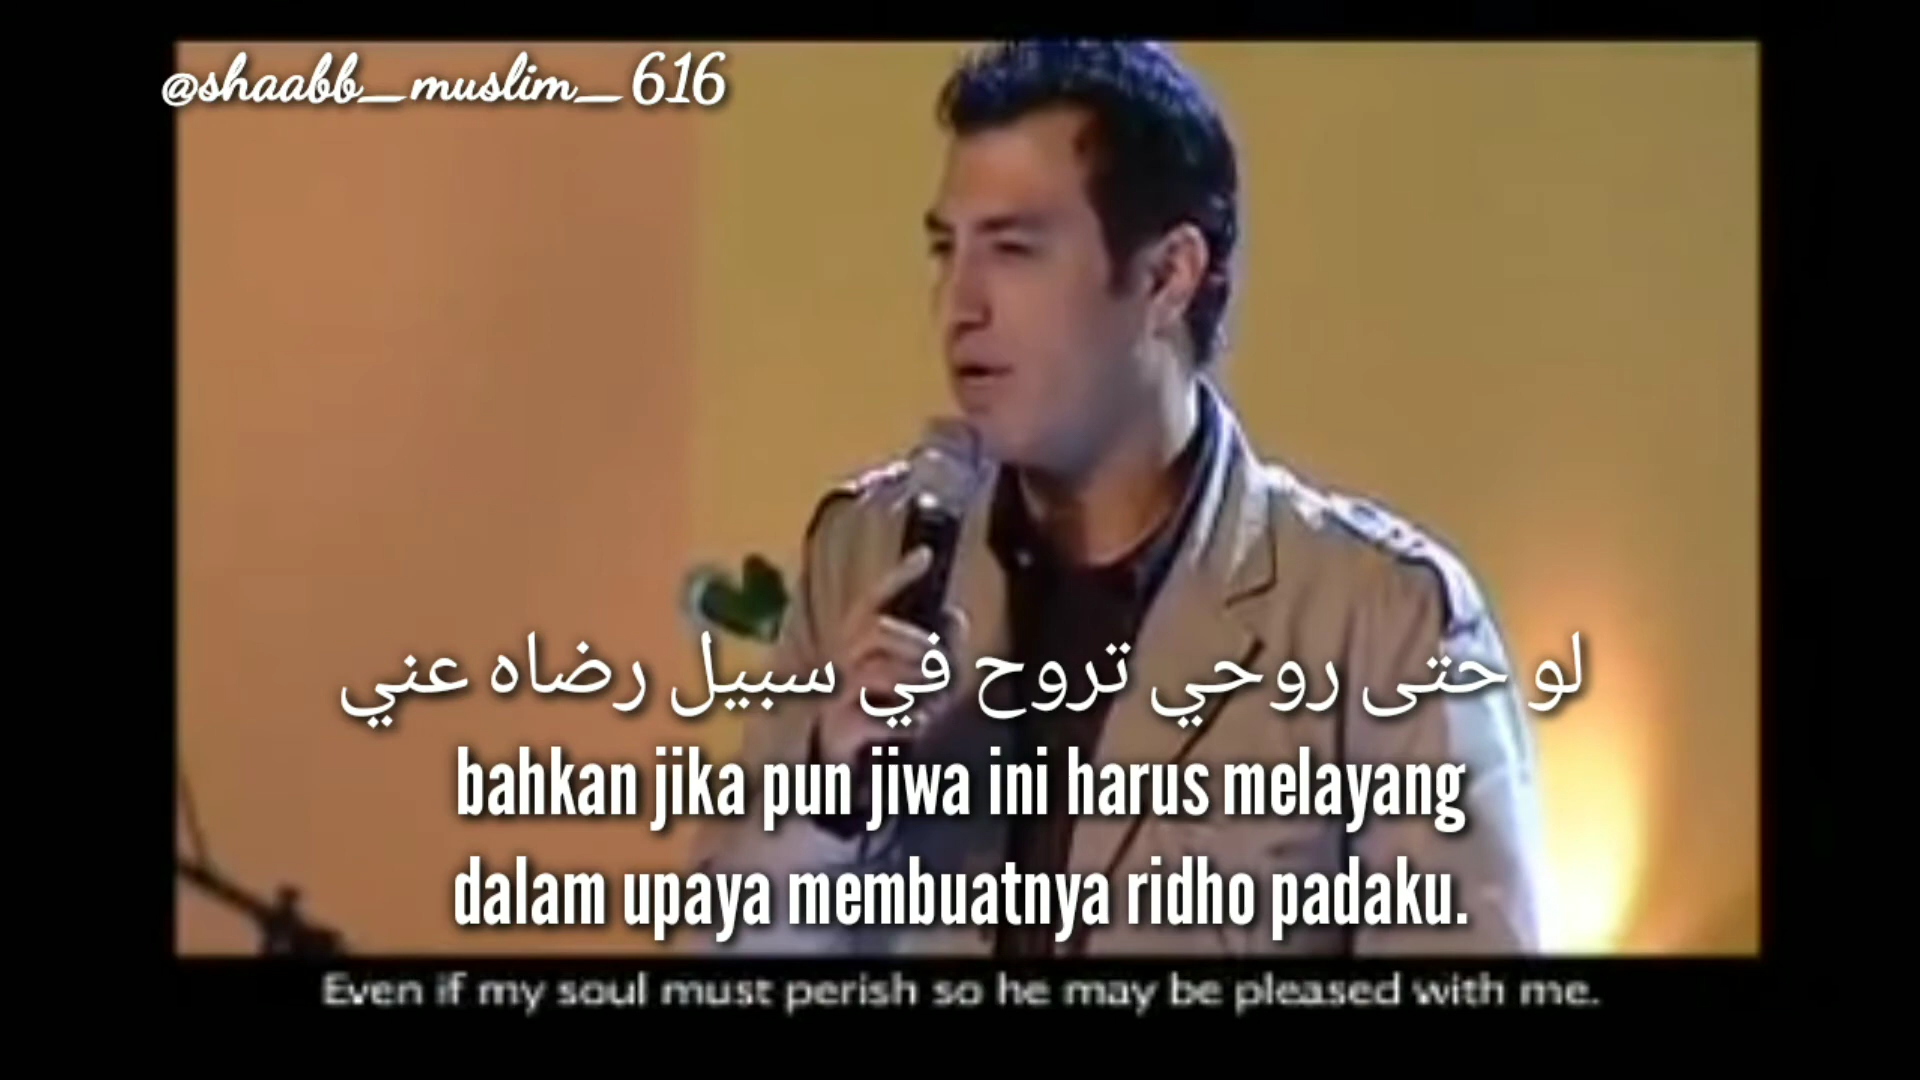 @shaabb_muslim_616
لو حتى روحي تروح في سبيل رضاه عني
bahkan jika pun jiwa ini harus melayang
dalam upaya membuatnya ridho padaku.
Even if my soul must perish so he may be pleased with me.